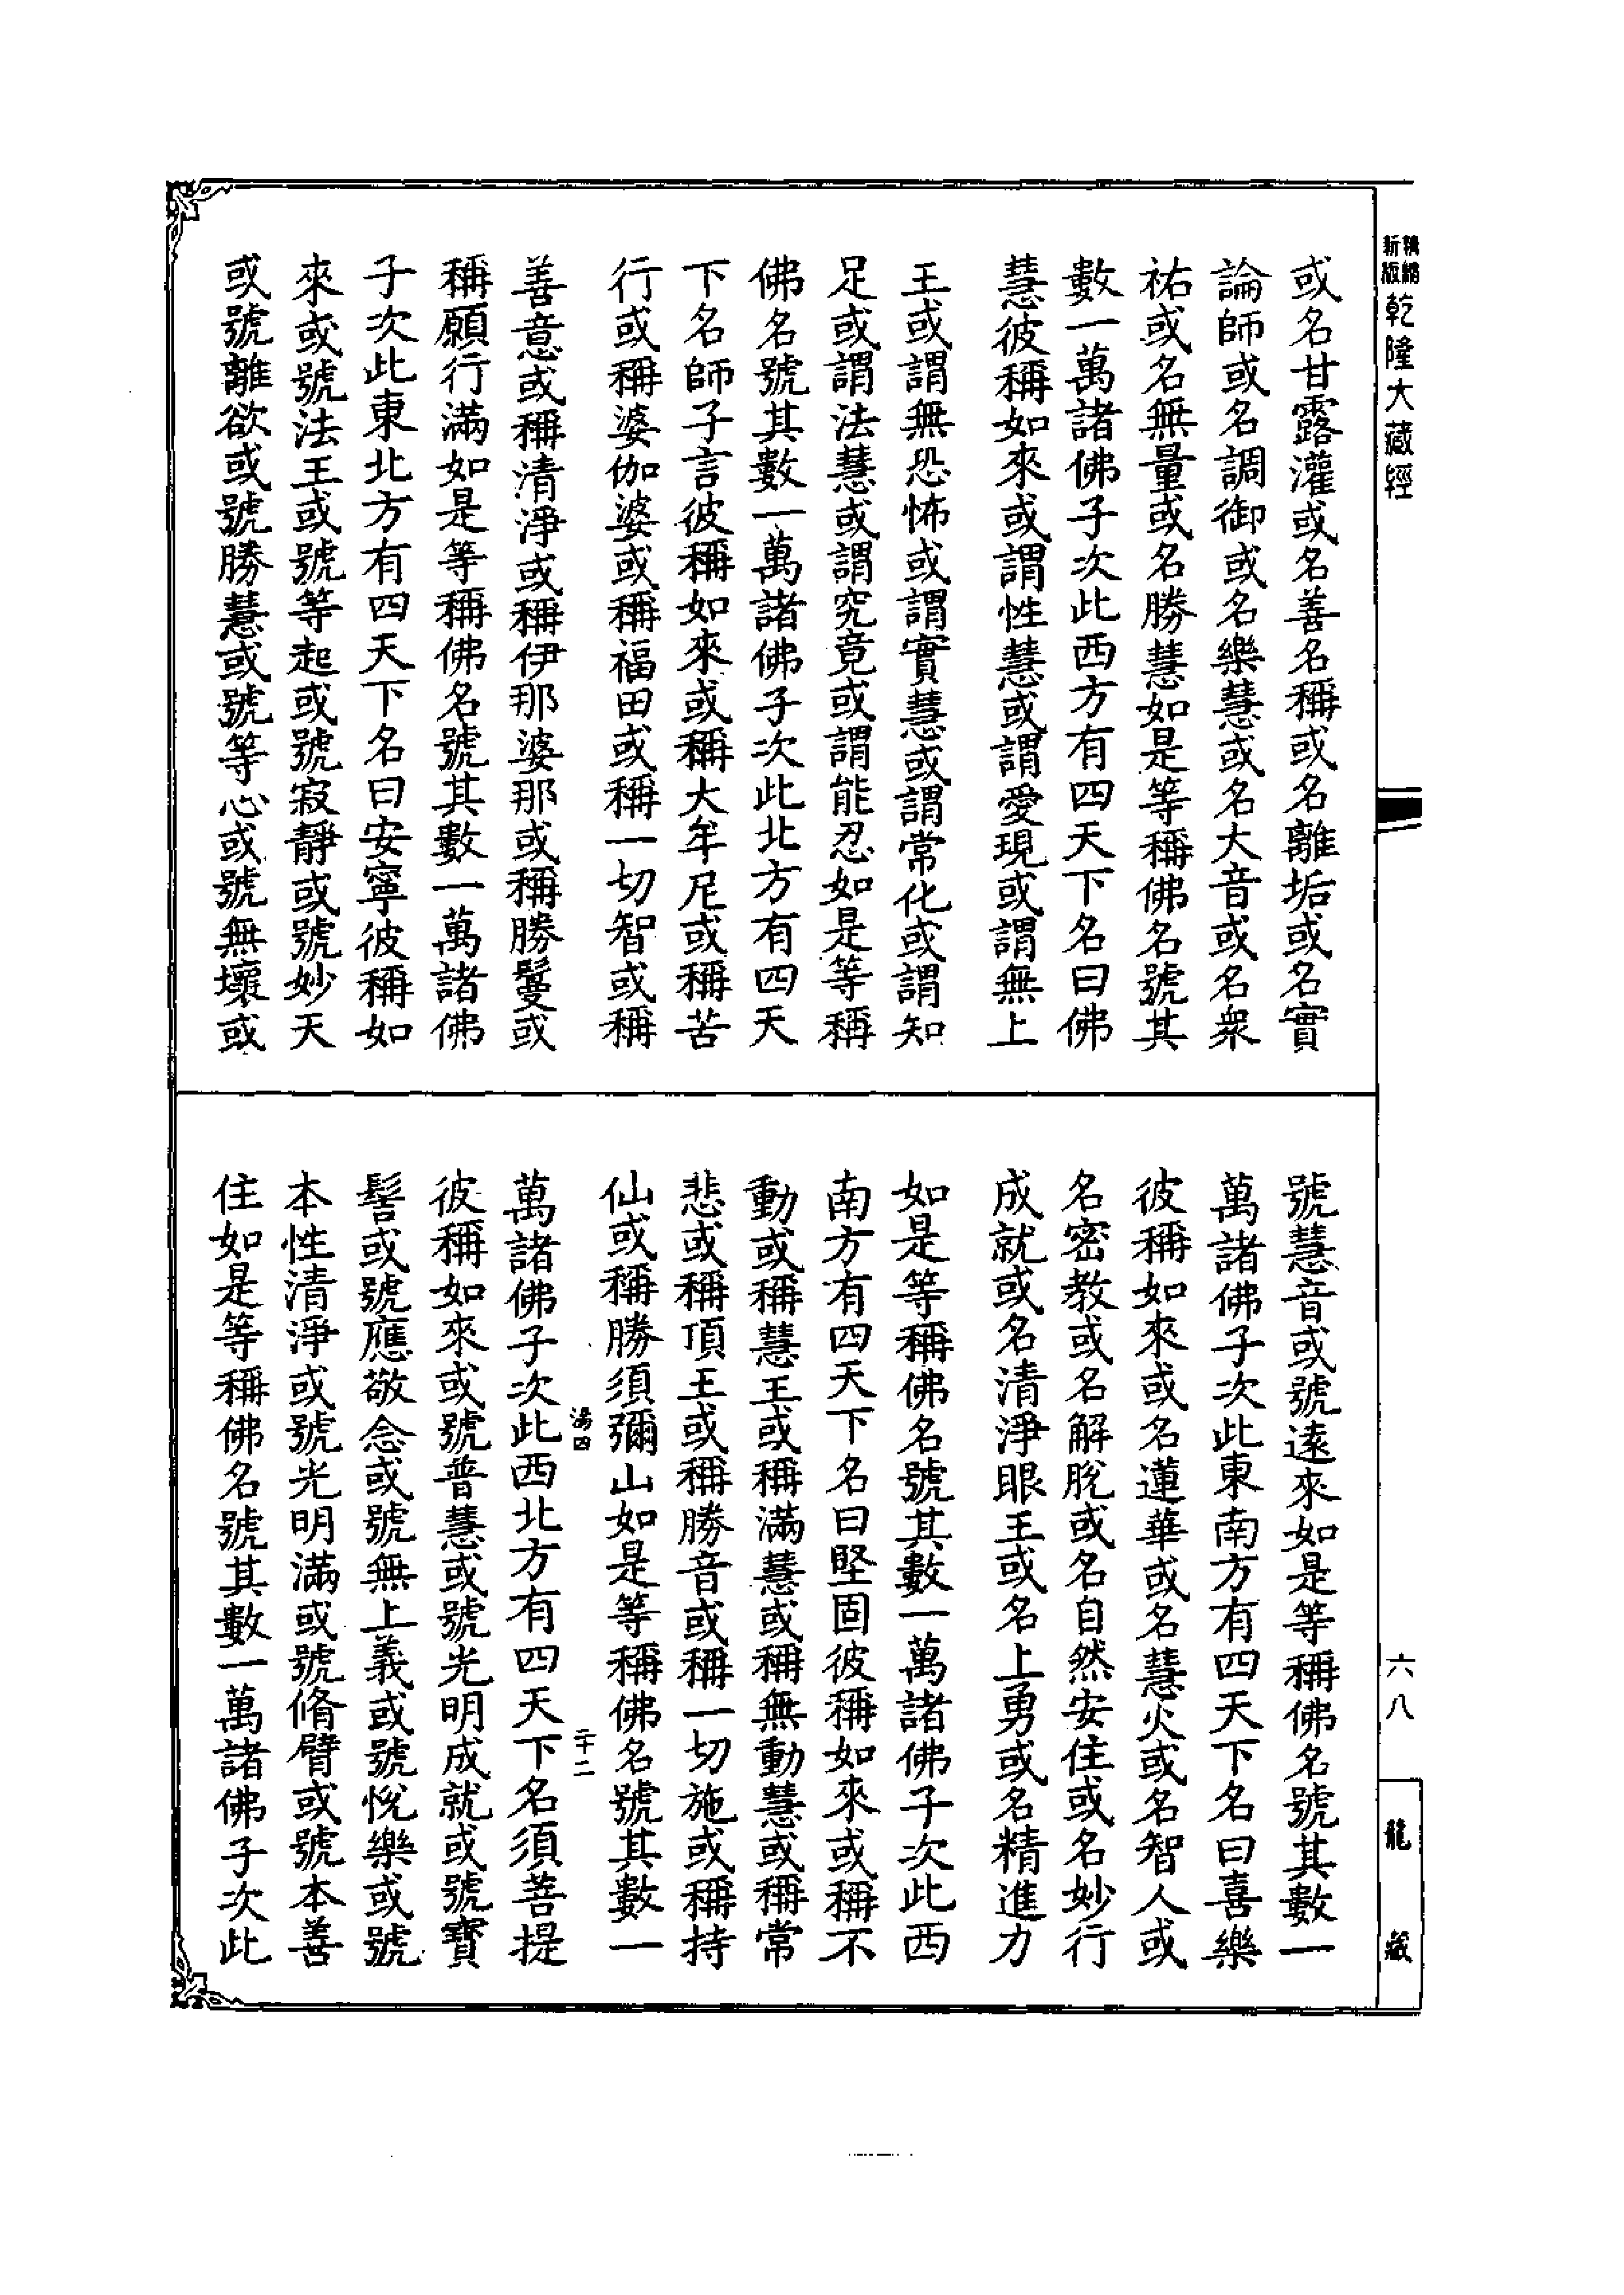 精縮
新版
乾隆大藏經
六八
龍藏
或名甘露灌或名善名稱或名離垢或名實
論師或名調御或名樂慧或名大音或名衆
祐或名無量或名勝慧如是等稱佛名號其
數一萬諸佛子次此西方有四天下名曰佛
慧彼稱如來或謂性慧或謂愛現或謂無上
王或謂無恐怖或謂實慧或謂常化或謂知
足或謂法慧或謂究竟或謂能忍如是等稱
佛名號其數一萬諸佛子次此北方有四天
下名師子言彼稱如來或稱大牟尼或稱苦
行或稱婆伽婆或稱福田或稱一切智或稱
善意或稱清淨或稱伊那婆那或稱勝鬘或
稱願行滿如是等稱佛名號其數一萬諸佛
子次此東北方有四天下名曰安寧彼稱如
來或號法王或號等起或號寂靜或號妙天
或號離欲或號勝慧或號等心或號無壞或
號慧音或號遠來如是等稱佛名號其數一
萬諸佛子次此東南方有四天下名曰喜樂
彼稱如來或名蓮華或名慧火或名智人或
名密教或名解脫或名自然安住或名妙行
成就或名清淨眼王或名上勇或名精進力
如是等稱佛名號其數一萬諸佛子次此西
南方有四天下名曰堅固彼稱如來或稱不
動或稱慧王或稱滿慧或稱無動慧或稱常
悲或稱頂王或稱勝音或稱一切施或稱持
仙或稱勝須彌山如是等稱佛名號其數一
湯四
二十二
萬諸佛子次此西北方有四天下名須菩提
彼稱如來或號普慧或號光明成就或號寶
髻或號應敬念或號無上義或號悅樂或號
本性清淨或號光明滿或號脩臂或號本善
住如是等稱佛名號其數一萬諸佛子次此